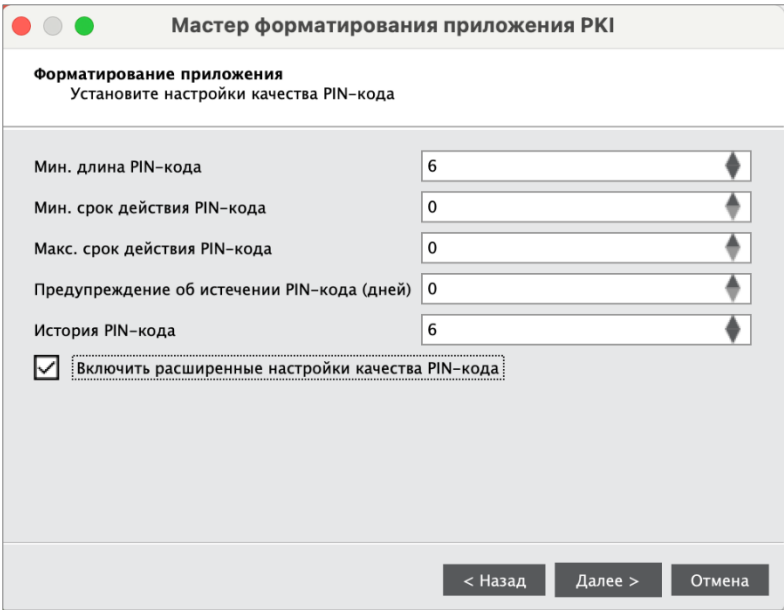 Мастер форматирования приложения PKI
Форматирование приложения
Установите настройки качества PIN-кода
Мин. длина PIN-кода 6
Мин. срок действия PIN-кода 0
Макс. срок действия PIN-кода 0
Предупреждение об истечении PIN-кода (дней) 0
История PIN-кода 6
Включить расширенные настройки качества PIN-кода
< Назад Далее > Отмена